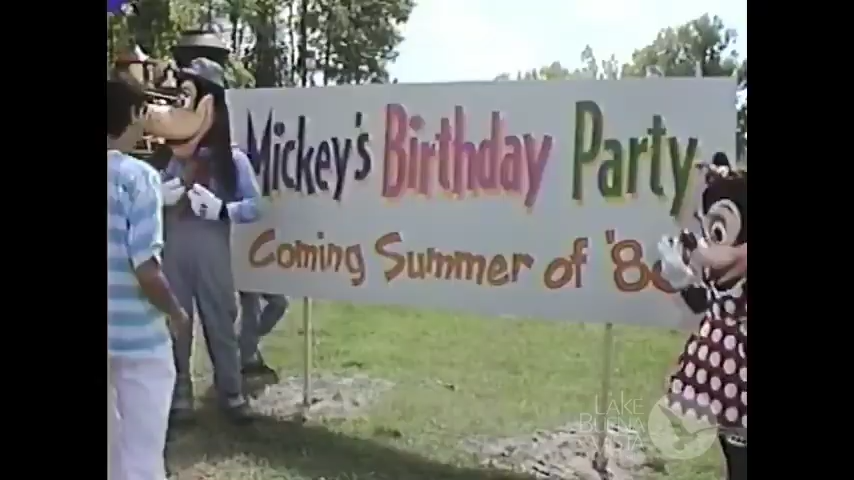 Mickey's Birthday Party
Coming Summer of '8
LAKE
BUENA
VISTA